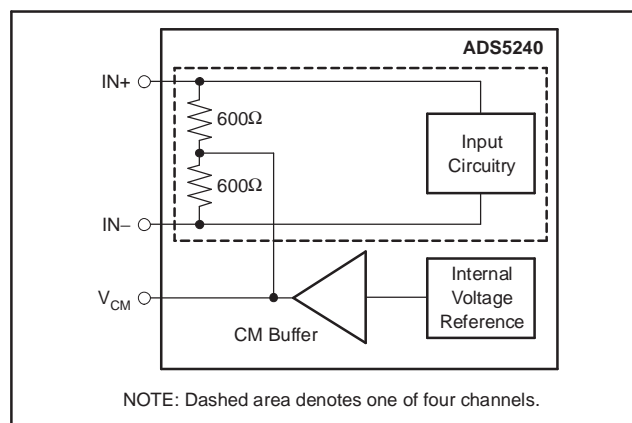 ADS5240
IN+
600Ω
Input
Circuitry
600Ω
IN−
Internal
Voltage
Reference
VCM
CM Buffer
NOTE: Dashed area denotes one of four channels.